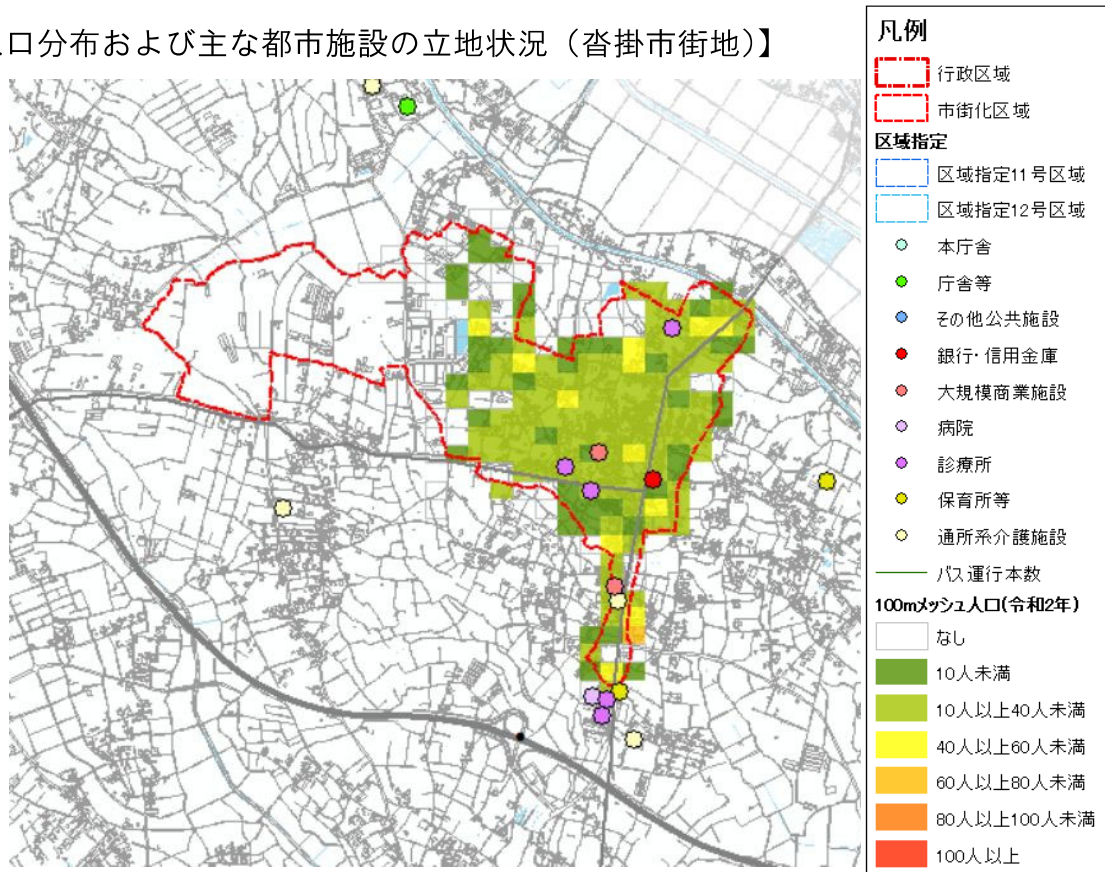 口分布および主な都市施設の立地状況（沓掛市街地）】
凡例
行政区域
市街化区域
区域指定
区域指定11号区域
区域指定12号区域
本庁舎
庁舎等
その他公共施設
銀行・信用金庫
大規模商業施設
病院
診療所
保育所等
通所系介護施設
バス運行本数
100mメッシュ人口(令和2年)
なし
10人未満
10人以上40人未満
40人以上60人未満
60人以上80人未満
80人以上100人未満
100人以上